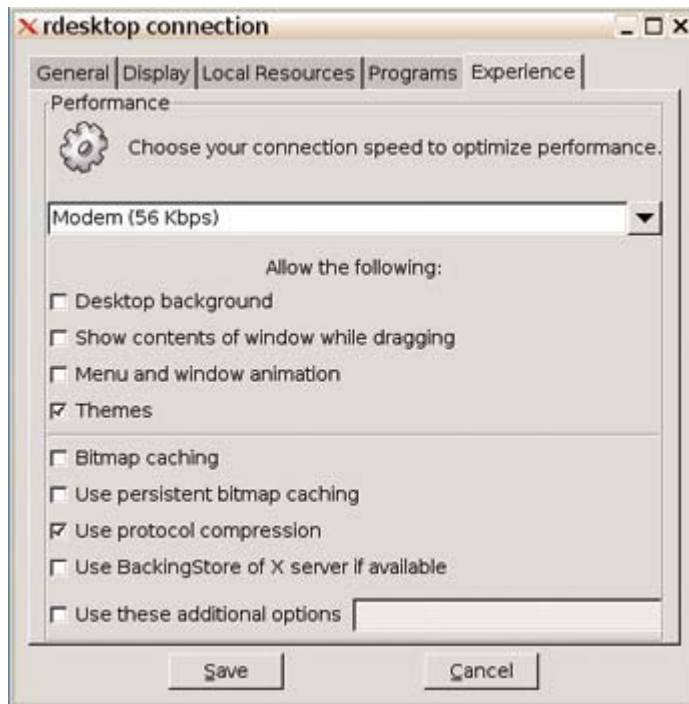 rdesktop connection
General Display Local Resources Programs Experience
Performance
Choose your connection speed to optimize performance.
Modem (56 Kbps)
Allow the following:
Desktop background
Show contents of window while dragging
Menu and window animation
Themes
Bitmap caching
Use persistent bitmap caching
Use protocol compression
Use BackingStore of X server if available
Use these additional options
Save Cancel